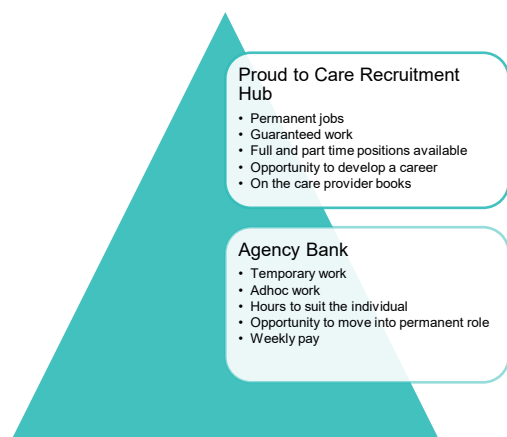 Proud to Care Recruitment
Hub
• Permanent jobs
• Guaranteed work
• Full and part time positions available
• Opportunity to develop a career
• On the care provider books
Agency Bank
• Temporary work
• Adhoc work
• Hours to suit the individual
• Opportunity to move into permanent role
• Weekly pay